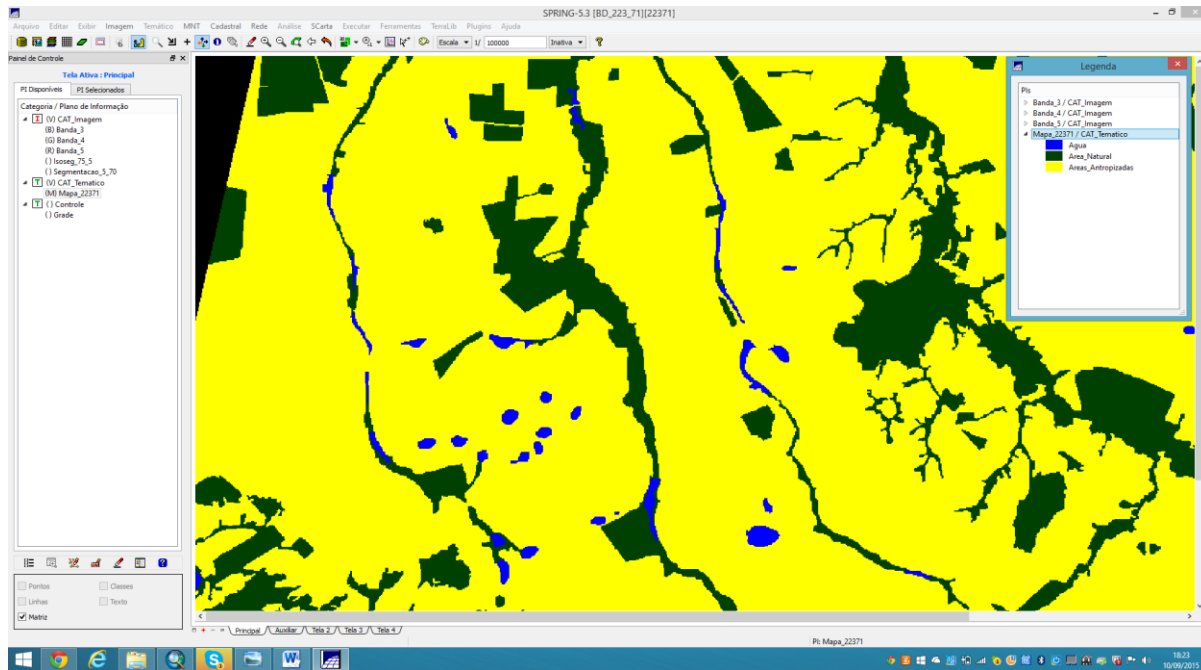 SPRING-5.3 [BD_223_71][22371]
Arquivo Editar Exibir Imagem Temático MNT Cadastral Rede Análise SCarta Executar Ferramentas TerraLib Plugins Ajuda
Escala 1/ 100000 Inativa
Painel de Controle
Tela Ativa : Principal
PI Disponíveis PI Selecionados
Categoria / Plano de Informação
(V) CAT_Imagem
(B) Banda_3
(G) Banda_4
(R) Banda_5
( ) Isoseg_75_5
( ) Segmentacao_5_70
(V) CAT_Tematico
(M) Mapa_22371
( ) Controle
( ) Grade
Pontos Classes
Linhas Texto
Matriz
Legenda
PIs
Banda_3 / CAT_Imagem
Banda_4 / CAT_Imagem
Banda_5 / CAT_Imagem
Mapa_22371 / CAT_Tematico
Agua
Area_Natural
Areas_Antropizadas
Principal Auxiliar Tela 2 Tela 3 Tela 4
PI: Mapa_22371
18:23
10/09/2015